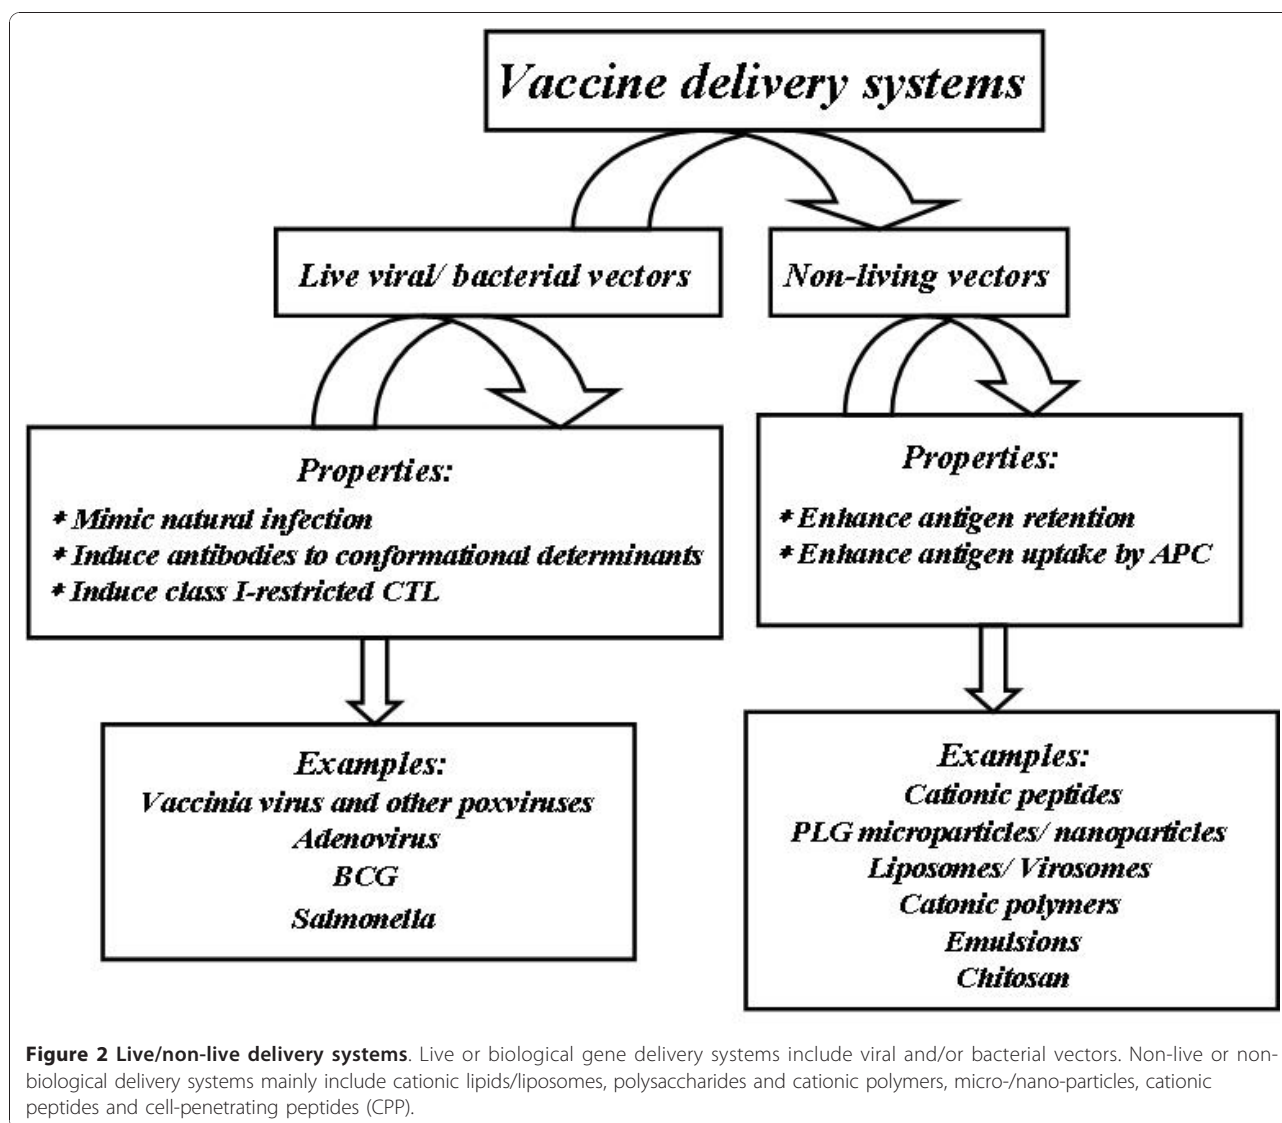 Vaccine delivery systems
Live viral/ bacterial vectors
Non-living vectors
Properties:
* Mimic natural infection
* Induce antibodies to conformational determinants
* Induce class I-restricted CTL
Properties:
* Enhance antigen retention
* Enhance antigen uptake by APC
Examples:
Vaccinia virus and other poxviruses
Adenovirus
BCG
Salmonella
Examples:
Cationic peptides
PLG microparticles/ nanoparticles
Liposomes/ Virosomes
Catonic polymers
Emulsions
Chitosan
Figure 2 Live/non-live delivery systems. Live or biological gene delivery systems include viral and/or bacterial vectors. Non-live or non-
biological delivery systems mainly include cationic lipids/liposomes, polysaccharides and cationic polymers, micro-/nano-particles, cationic
peptides and cell-penetrating peptides (CPP).